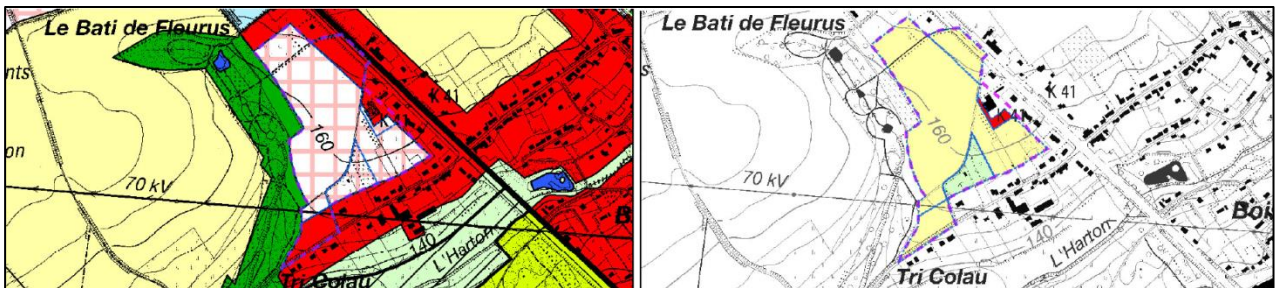 Le Bati de Fleurus
nts
on
70 kV
160
K 41
140
L'Harton
Tri Colau
B
Le Bati de Fleurus
s
70 kV
160
K 41
140
L'Harton
Boi
Tri Colau